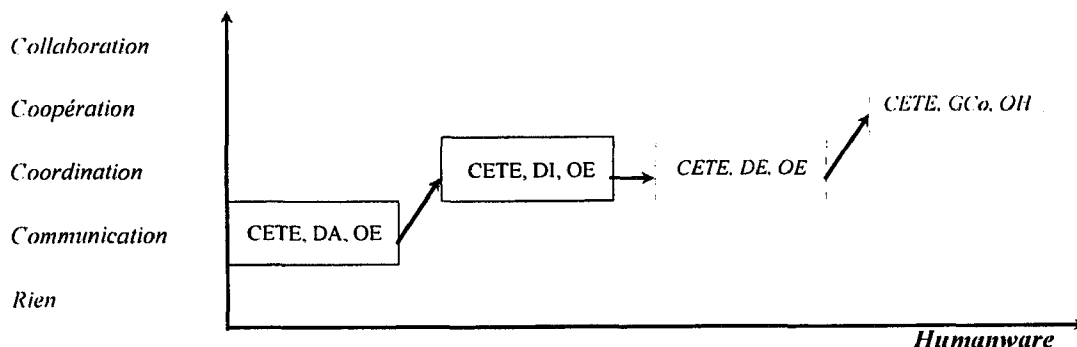 Collaboration
Coopération
CETE, GCo, OH
Coordination
CETE, DI, OE
CETE, DE, OE
Communication
CETE, DA, OE
Rien
Humanware